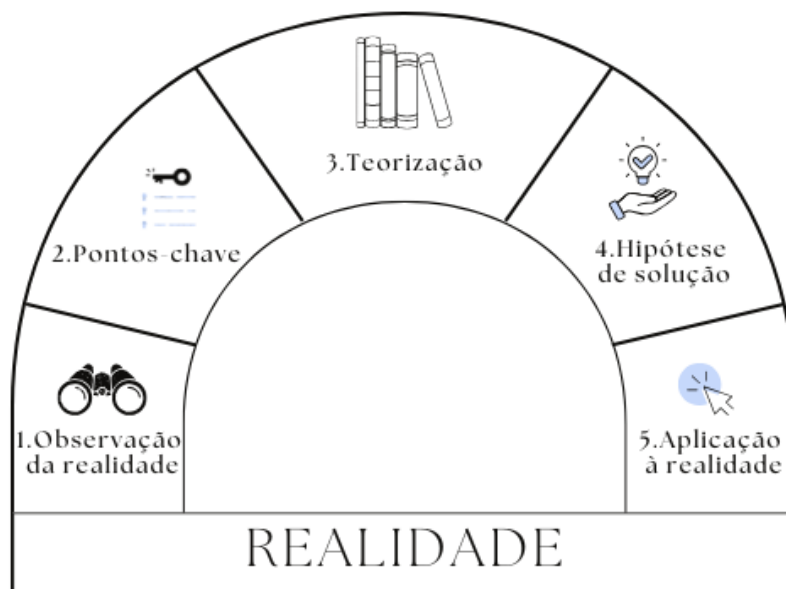 1.Observação
da realidade
2.Pontos-chave
3.Teorização
4.Hipótese
de solução
5.Aplicação
à realidade
REALIDADE